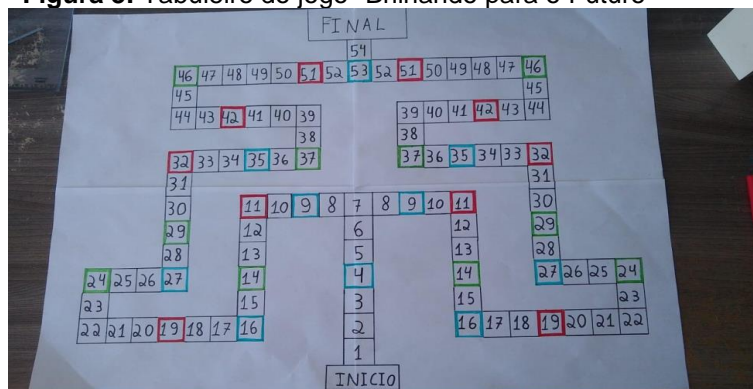 Figura 3. Tabuleiro do jogo "Brilhando para o Futuro"
FINAL
54
46 47 48 49 50 51 52 53 52 51 50 49 48 47 46
45 45
44 43 42 41 40 39 39 40 41 42 43 44
38 38
32 33 34 35 36 37 37 36 35 34 33 32
31 31
30 11 10 9 8 7 8 9 10 11 30
29 12 6 12 29
28 13 5 13 28
24 25 26 27 14 4 14 27 26 25 24
23 15 3 15 23
22 21 20 19 18 17 16 2 16 17 18 19 20 21 22
1
INICIO